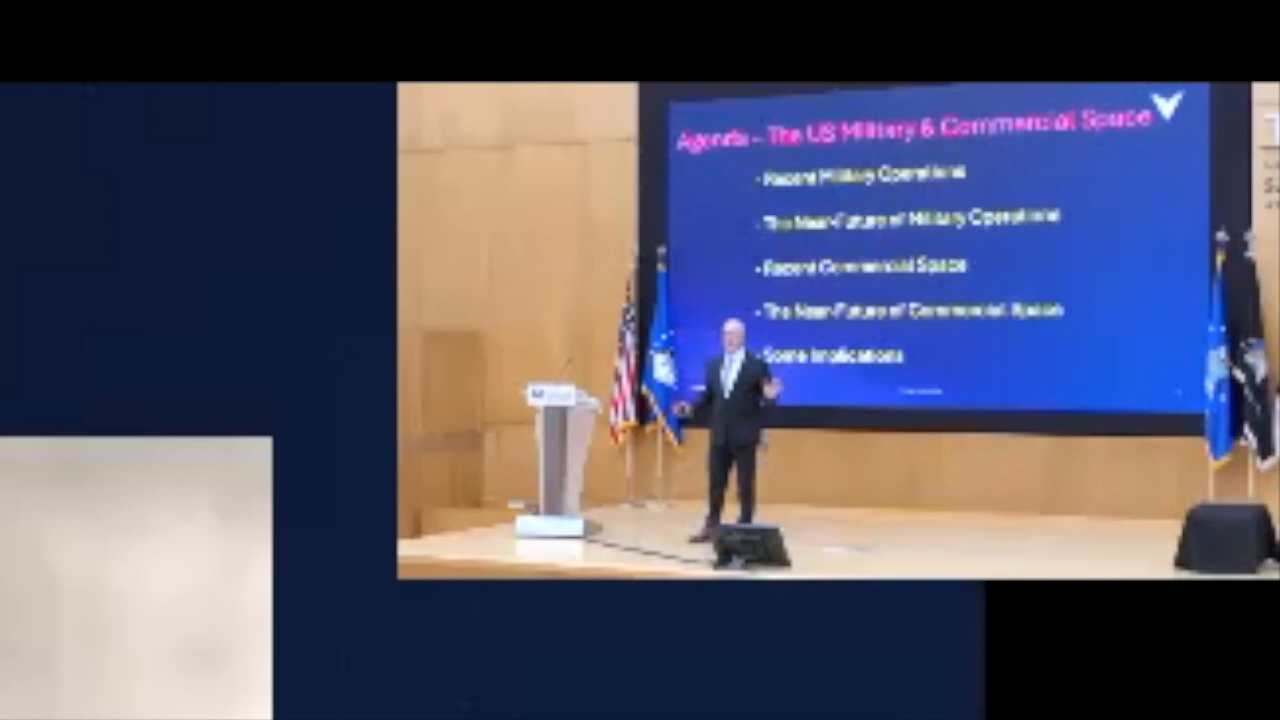 Agenda – The US Military & Commercial Space
- Recent Military Operations
- The Near-Future of Military Operations
- Recent Commercial Space
- The Near-Future of Commercial Space
- Some Implications